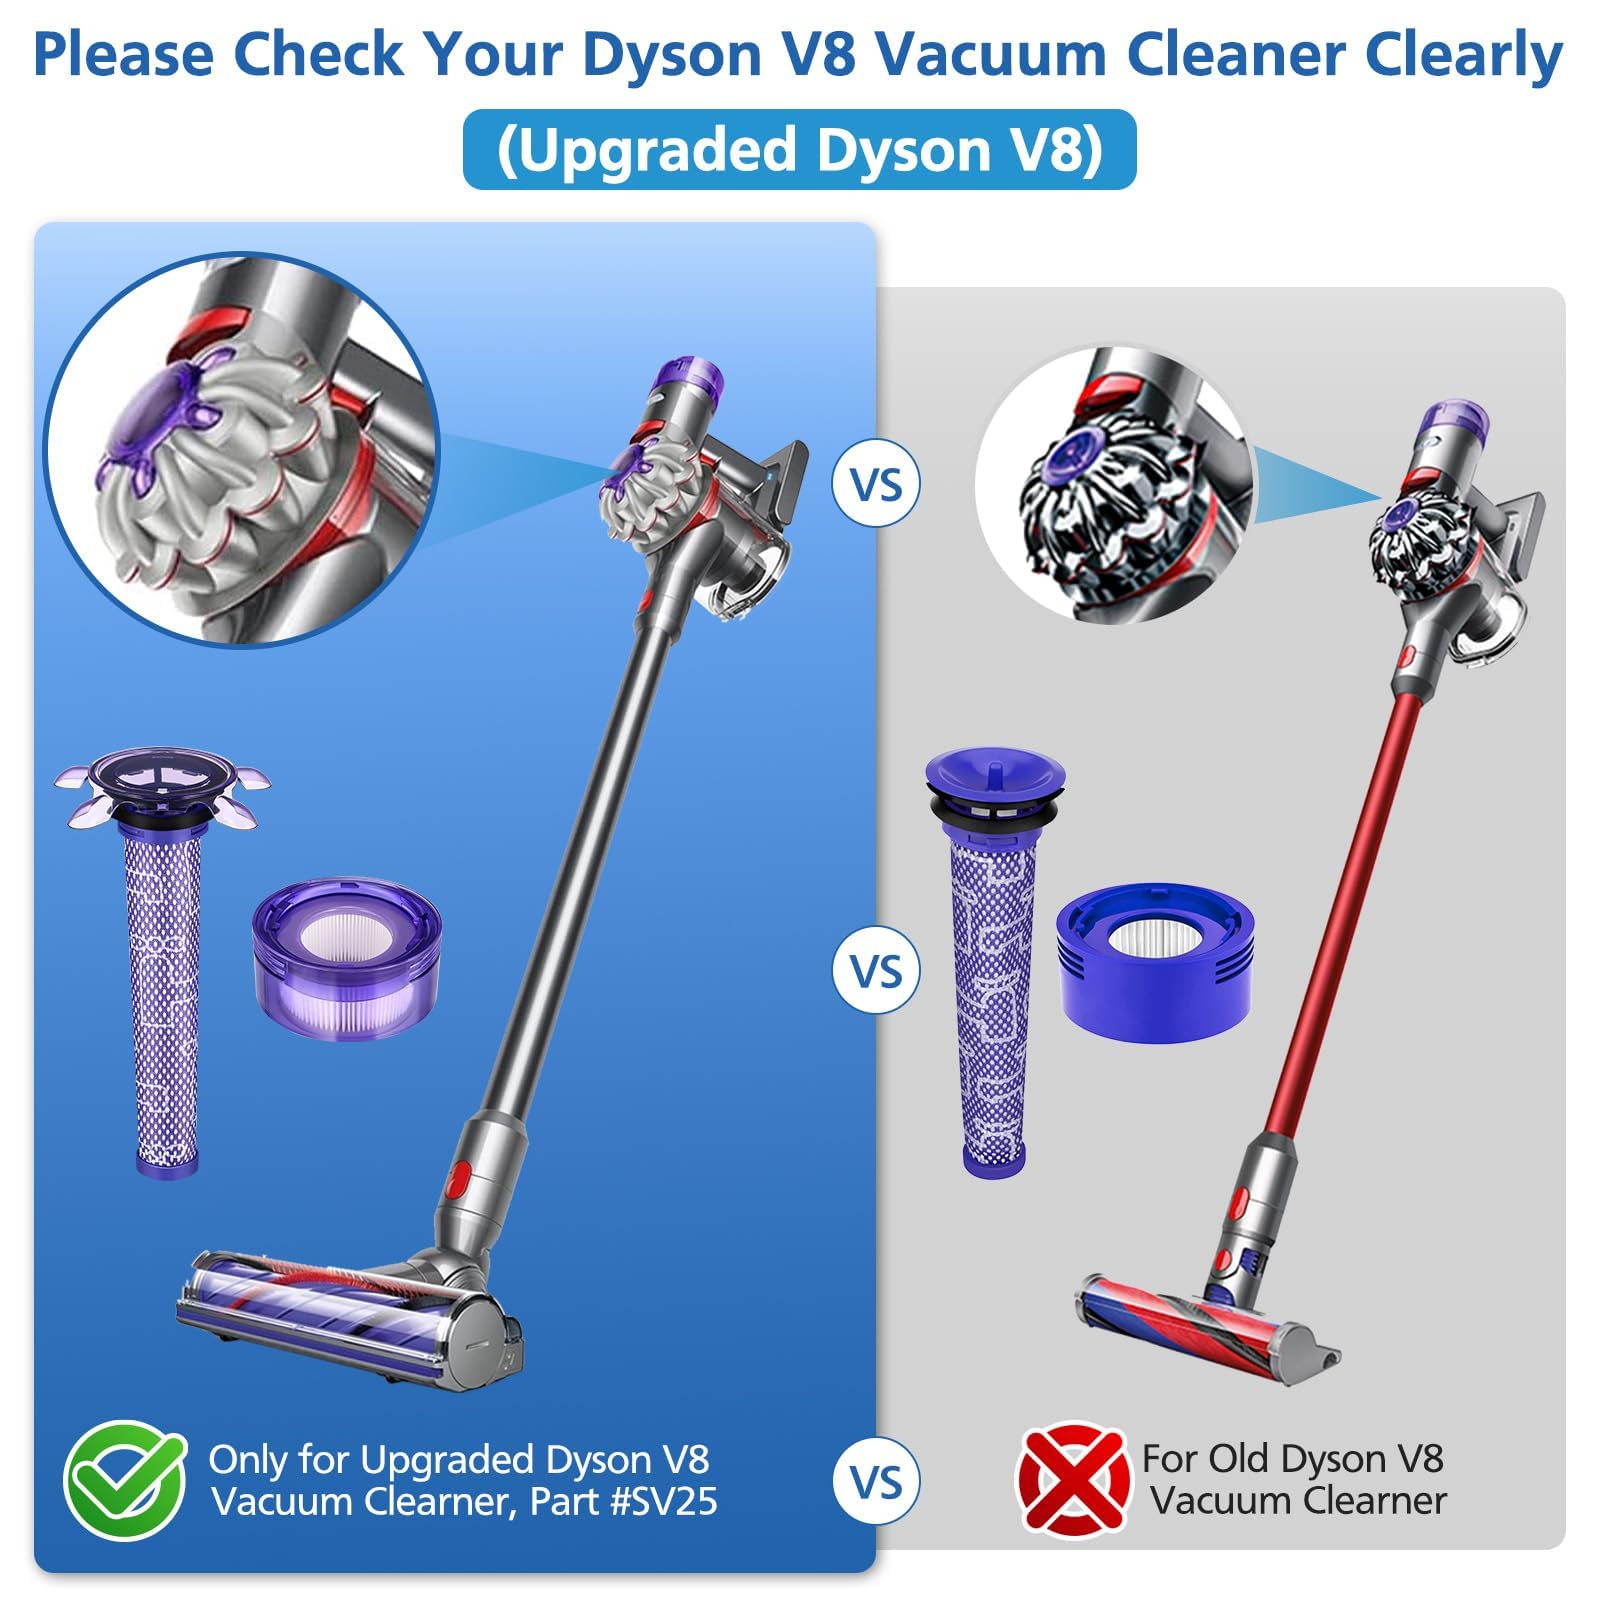 Please Check Your Dyson V8 Vacuum Cleaner Clearly
(Upgraded Dyson V8)
VS
VS
Only for Upgraded Dyson V8
Vacuum Clearner, Part #SV25
VS
For Old Dyson V8
Vacuum Clearner